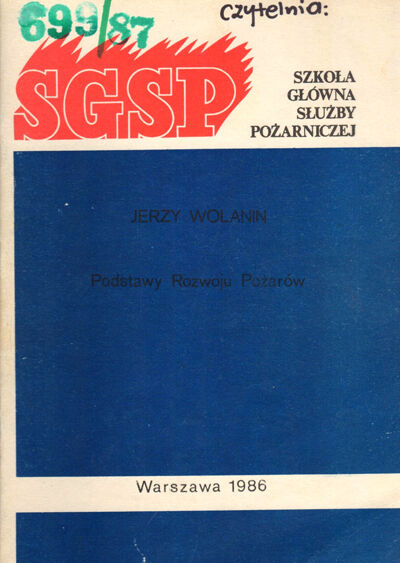 699/87
Czytelnia:
SGSP
SZKOŁA
GŁÓWNA
SŁUŻBY
POŻARNICZEJ
JERZY WOLANIN
Podstawy Rozwoju Pożarów
Warszawa 1986